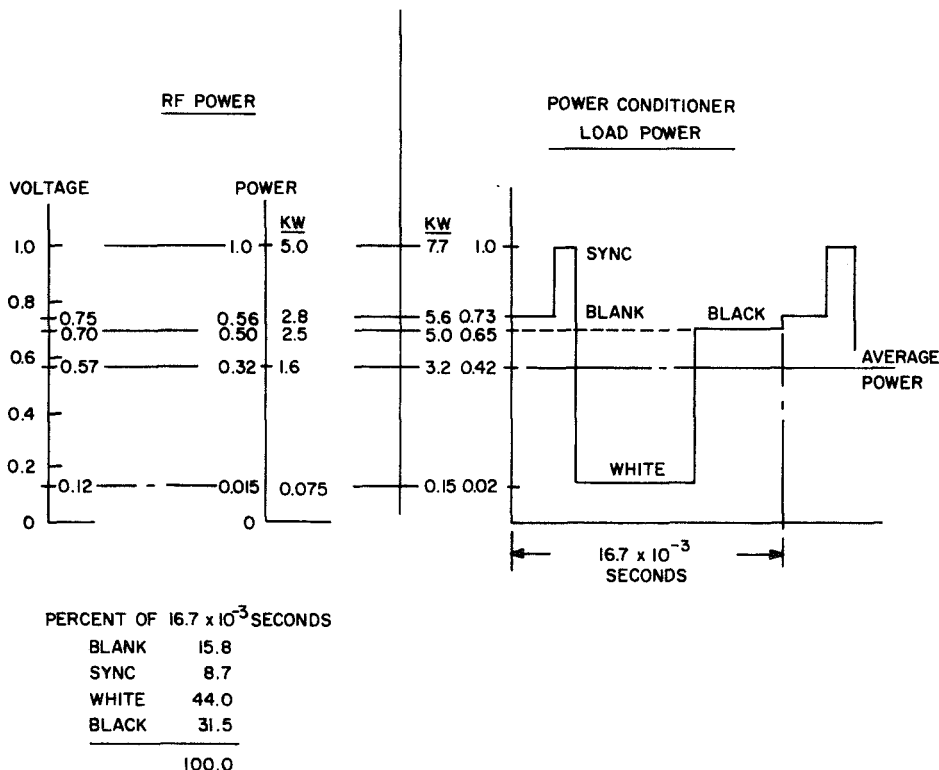 RF POWER
POWER CONDITIONER
LOAD POWER
VOLTAGE
POWER
KW
KW
1.0
1.0
5.0
7.7
1.0
SYNC
0.8
0.75
0.56
2.8
5.6
0.73
BLANK
BLACK
0.70
0.50
2.5
5.0
0.65
0.6
0.57
0.32
1.6
3.2
0.42
AVERAGE
POWER
0.4
0.2
0.12
0.015
0.075
0.15
0.02
WHITE
0
0
16.7 x 10⁻³
SECONDS
PERCENT OF 16.7 x 10⁻³ SECONDS
BLANK 15.8
SYNC 8.7
WHITE 44.0
BLACK 31.5
100.0